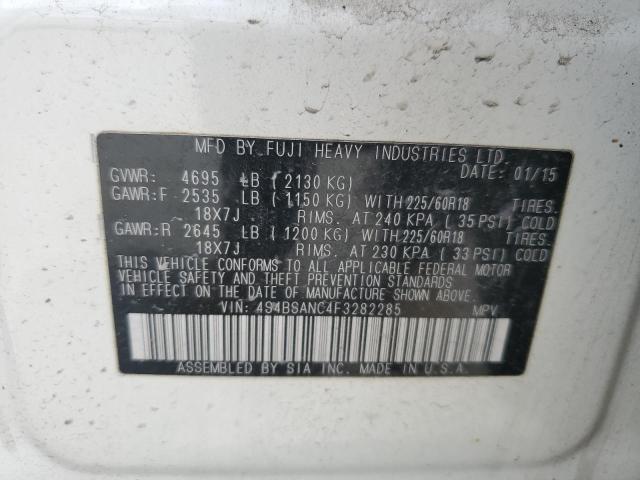 MFD BY FUJI HEAVY INDUSTRIES LTD.
DATE: 01/15
GVWR: 4695 LB ( 2130 KG)
GAWR:F 2535 LB ( 1150 KG) WITH 225/60R18 TIRES.
18X7J RIMS. AT 240 KPA ( 35 PSI) COLD
GAWR:R 2645 LB ( 1200 KG) WITH 225/60R18 TIRES.
18X7J RIMS. AT 230 KPA ( 33 PSI) COLD
THIS VEHICLE CONFORMS TO ALL APPLICABLE FEDERAL MOTOR
VEHICLE SAFETY AND THEFT PREVENTION STANDARDS
IN EFFECT ON THE DATE OF MANUFACTURE SHOWN ABOVE.
VIN: 4S4BSANC4F3282285 MPV
ASSEMBLED BY SIA INC. MADE IN U.S.A.